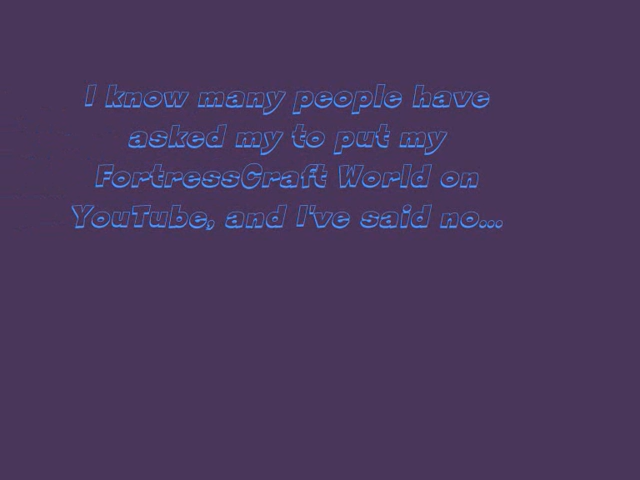 I know many people have
asked my to put my
FortressCraft World on
YouTube, and I've said no...